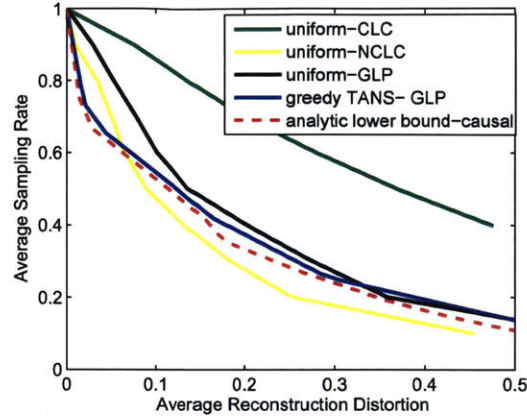 uniform-CLC
uniform-NCLC
uniform-GLP
greedy TANS- GLP
analytic lower bound-causal
Average Sampling Rate
1
0.8
0.6
0.4
0.2
0
0
0.1
0.2
0.3
0.4
0.5
Average Reconstruction Distortion